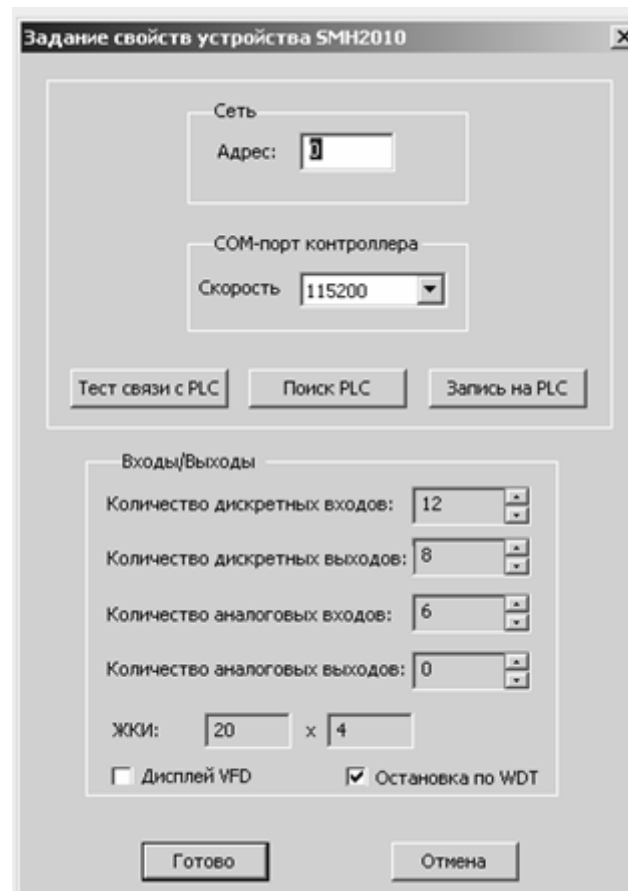 Задание свойств устройства SMH2010
Сеть
Адрес: 0
COM-порт контроллера
Скорость 115200
Тест связи с PLC Поиск PLC Запись на PLC
Входы/Выходы
Количество дискретных входов: 12
Количество дискретных выходов: 8
Количество аналоговых входов: 6
Количество аналоговых выходов: 0
ЖКИ: 20 x 4
Дисплей VFD Остановка по WDT
Готово Отмена